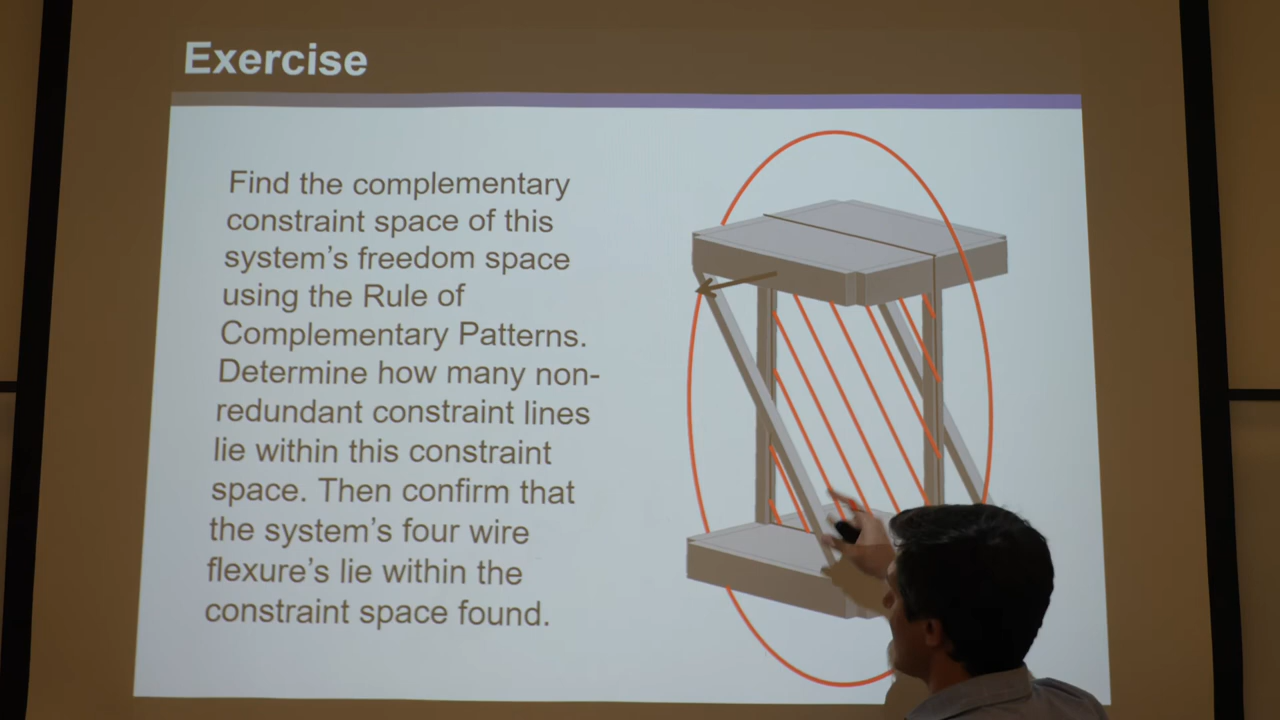 Exercise
Find the complementary
constraint space of this
system's freedom space
using the Rule of
Complementary Patterns.
Determine how many non-
redundant constraint lines
lie within this constraint
space. Then confirm that
the system's four wire
flexure's lie within the
constraint space found.